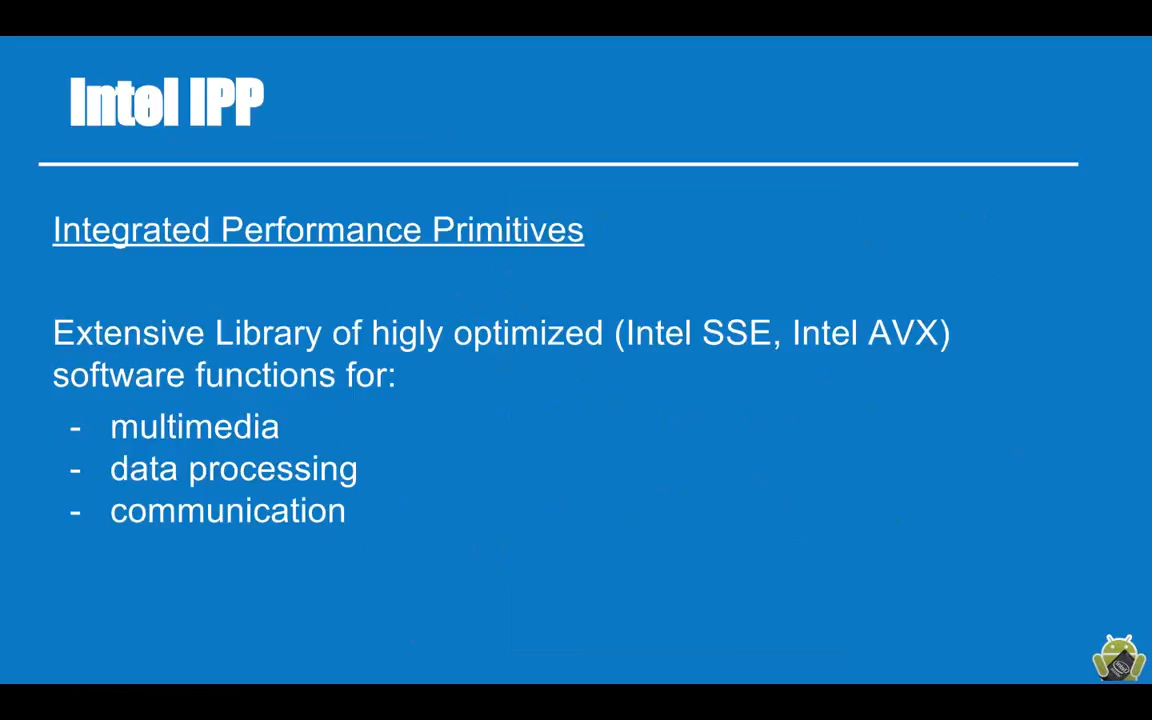 Intel IPP
Integrated Performance Primitives
Extensive Library of higly optimized (Intel SSE, Intel AVX)
software functions for:
- multimedia
- data processing
- communication
intel